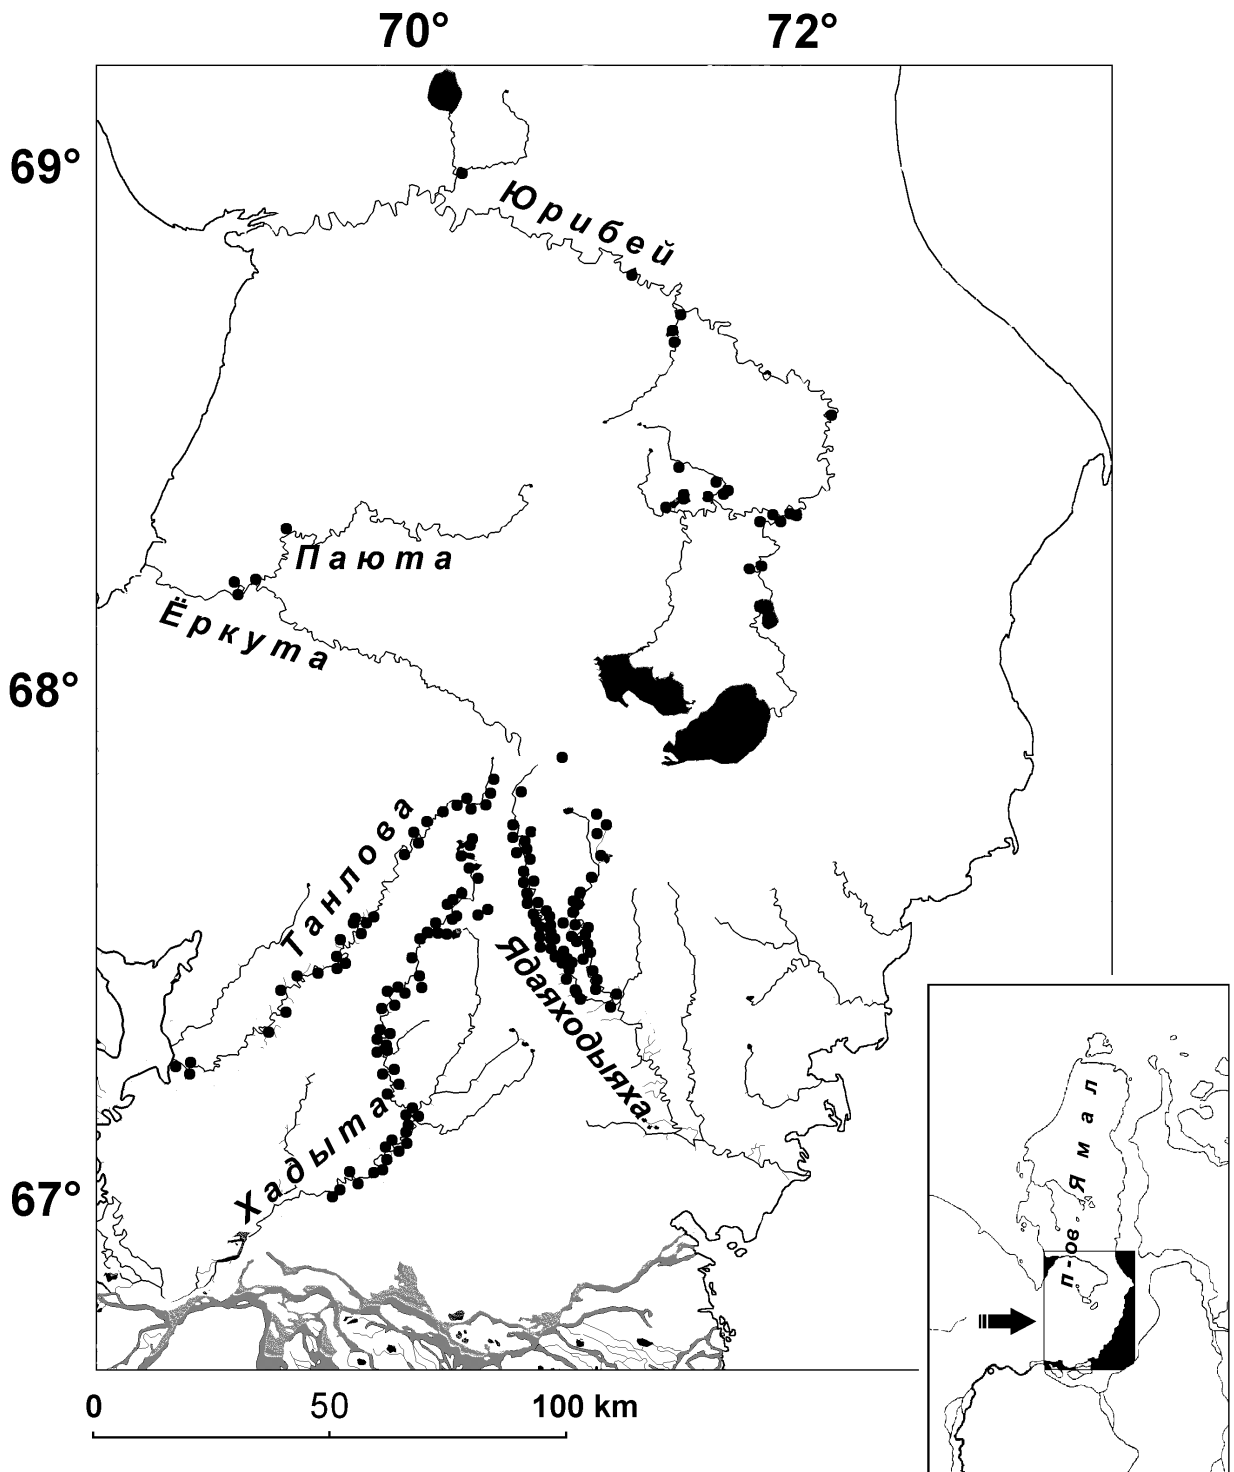 70° 72°
69°
Юрибей
Паюта
Ёркута
68°
Танлова
Ядаяходыяха
Хадыта
67°
п-ов. Ямал
0 50 100 km